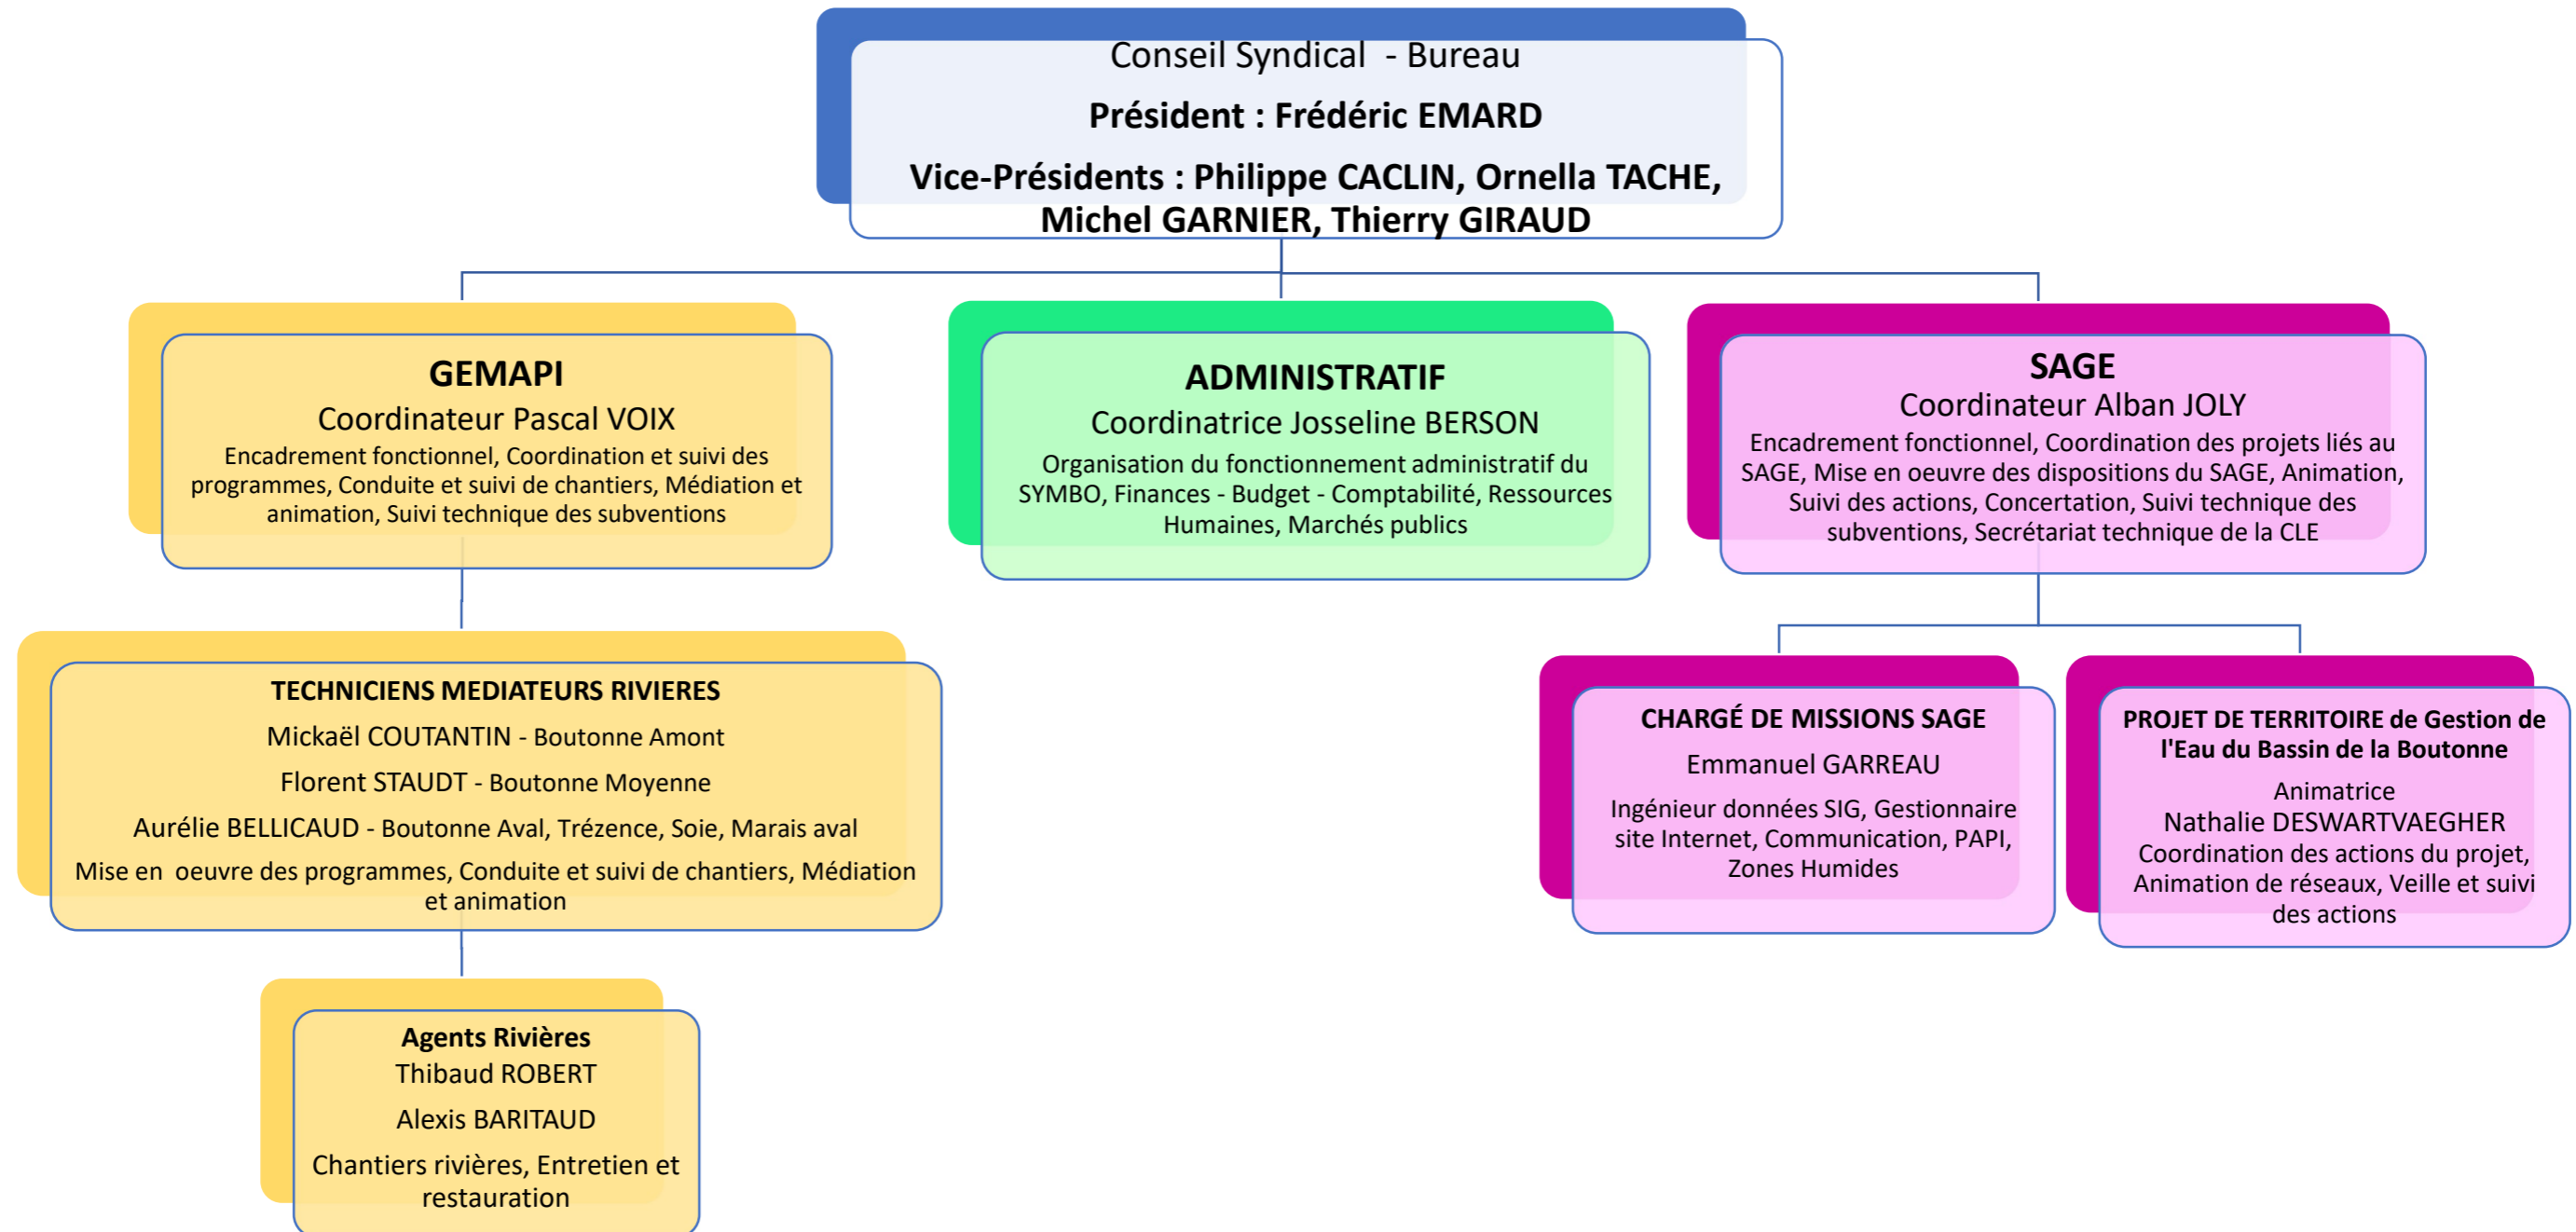 Conseil Syndical  - Bureau
Président : Frédéric EMARD
Vice-Présidents : Philippe CACLIN, Ornella TACHE,
Michel GARNIER, Thierry GIRAUD
GEMAPI
Coordinateur Pascal VOIX
Encadrement fonctionnel, Coordination et suivi des
programmes, Conduite et suivi de chantiers, Médiation et
animation, Suivi technique des subventions
ADMINISTRATIF
Coordinatrice Josseline BERSON
Organisation du fonctionnement administratif du
SYMBO, Finances - Budget - Comptabilité, Ressources
Humaines, Marchés publics
SAGE
Coordinateur Alban JOLY
Encadrement fonctionnel, Coordination des projets liés au
SAGE, Mise en oeuvre des dispositions du SAGE, Animation,
Suivi des actions, Concertation, Suivi technique des
subventions, Secrétariat technique de la CLE
TECHNICIENS MEDIATEURS RIVIERES
Mickaël COUTANTIN - Boutonne Amont
Florent STAUDT - Boutonne Moyenne
Aurélie BELLICAUD - Boutonne Aval, Trézence, Soie, Marais aval
Mise en  oeuvre des programmes, Conduite et suivi de chantiers, Médiation
et animation
CHARGÉ DE MISSIONS SAGE
Emmanuel GARREAU
Ingénieur données SIG, Gestionnaire
site Internet, Communication, PAPI,
Zones Humides
PROJET DE TERRITOIRE de Gestion de
l'Eau du Bassin de la Boutonne
Animatrice
Nathalie DESWARTVAEGHER
Coordination des actions du projet,
Animation de réseaux, Veille et suivi
des actions
Agents Rivières
Thibaud ROBERT
Alexis BARITAUD
Chantiers rivières, Entretien et
restauration